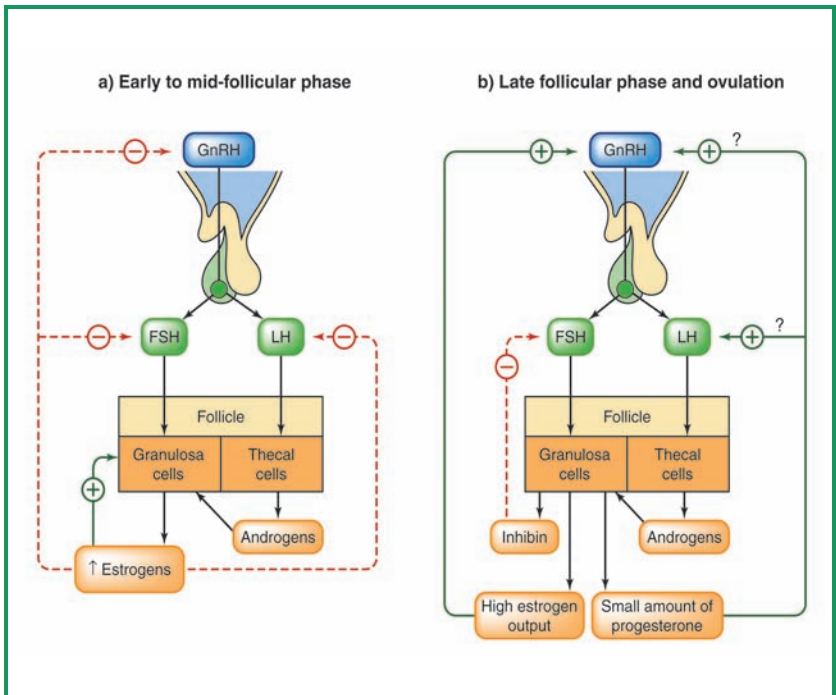 a) Early to mid-follicular phase
GnRH
−
−
FSH
LH
−
Follicle
Granulosa
cells
Thecal
cells
+
Androgens
↑ Estrogens
b) Late follicular phase and ovulation
+
GnRH
+
?
FSH
LH
+
?
−
Follicle
Granulosa
cells
Thecal
cells
Inhibin
Androgens
High estrogen
output
Small amount of
progesterone